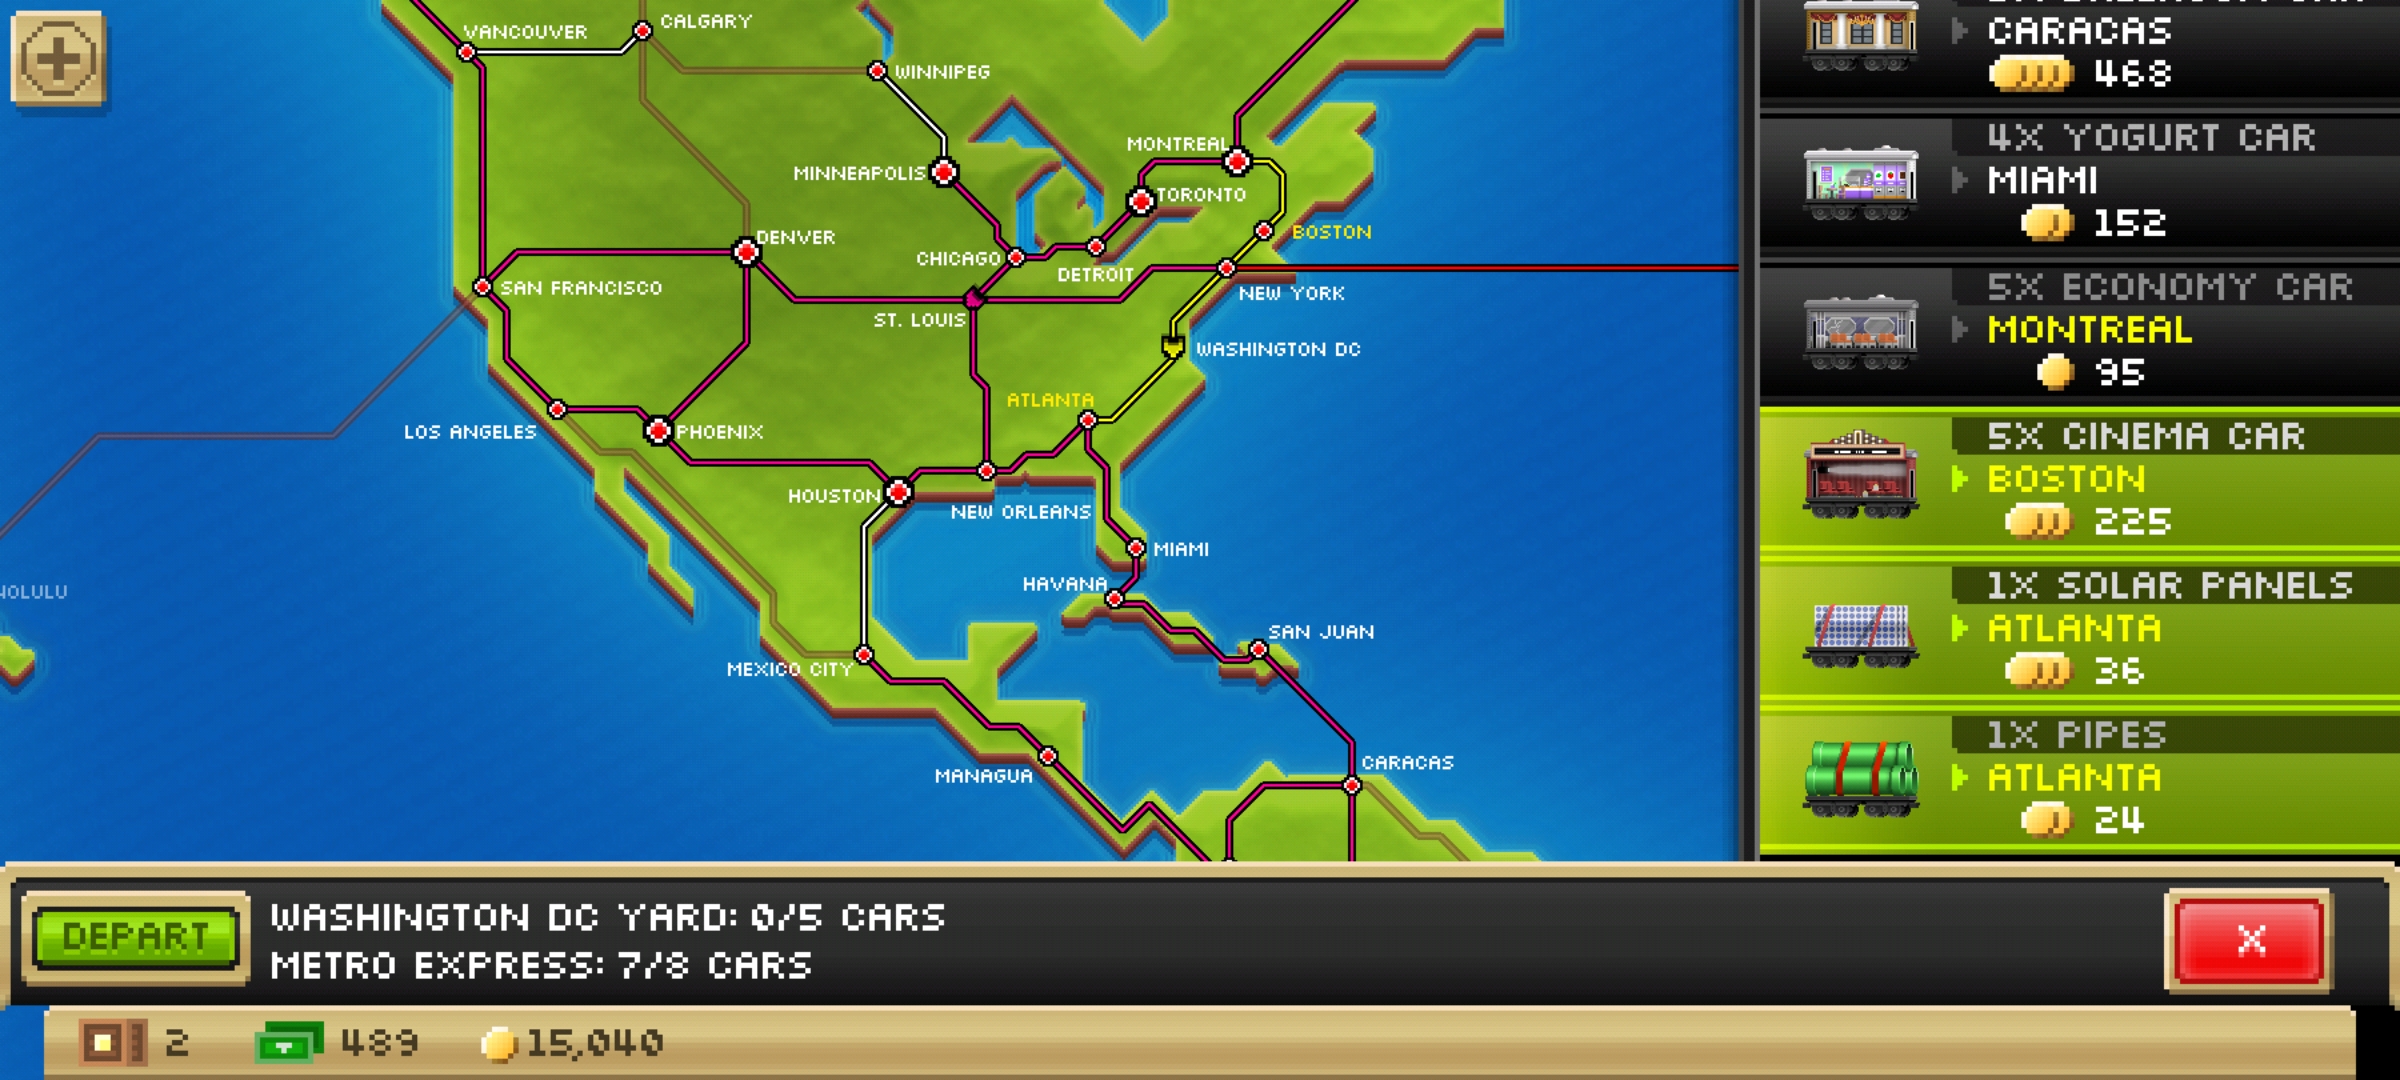 VANCOUVER
CALGARY
WINNIPEG
MONTREAL
MINNEAPOLIS
TORONTO
DENVER
BOSTON
CHICAGO
DETROIT
SAN FRANCISCO
NEW YORK
ST. LOUIS
WASHINGTON DC
ATLANTA
LOS ANGELES
PHOENIX
HOUSTON
NEW ORLEANS
MIAMI
HAVANA
NOLULU
SAN JUAN
MEXICO CITY
CARACAS
MANAGUA
CARACAS
468
4X YOGURT CAR
MIAMI
152
5X ECONOMY CAR
MONTREAL
95
5X CINEMA CAR
BOSTON
225
1X SOLAR PANELS
ATLANTA
36
1X PIPES
ATLANTA
24
DEPART
WASHINGTON DC YARD: 0/5 CARS
METRO EXPRESS: 7/8 CARS
X
2
489
15,040